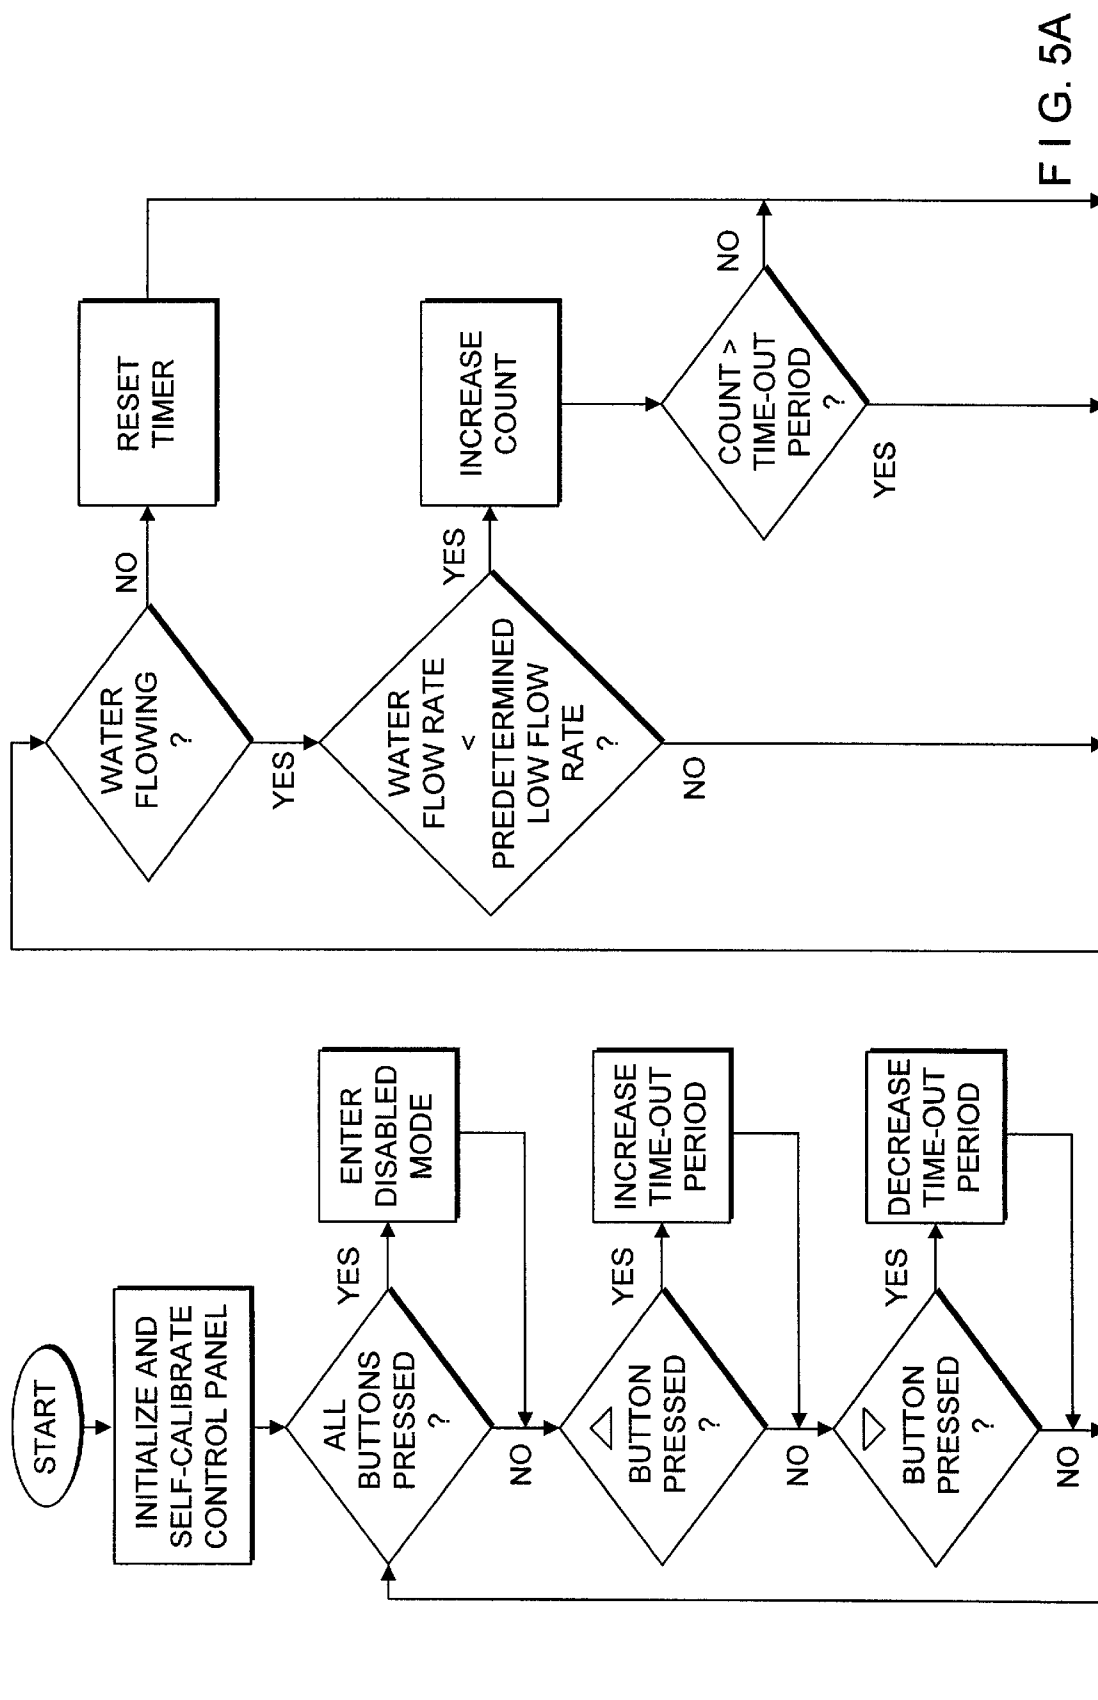 START
INITIALIZE AND
SELF-CALIBRATE
CONTROL PANEL
ALL
BUTTONS
PRESSED
?
YES
ENTER
DISABLED
MODE
NO
△
BUTTON
PRESSED
?
YES
INCREASE
TIME-OUT
PERIOD
NO
▽
BUTTON
PRESSED
?
YES
DECREASE
TIME-OUT
PERIOD
NO
WATER
FLOWING
?
NO
RESET
TIMER
YES
WATER
FLOW RATE
<
PREDETERMINED
LOW FLOW
RATE
?
YES
INCREASE
COUNT
NO
COUNT >
TIME-OUT
PERIOD
?
NO
YES
FIG. 5A